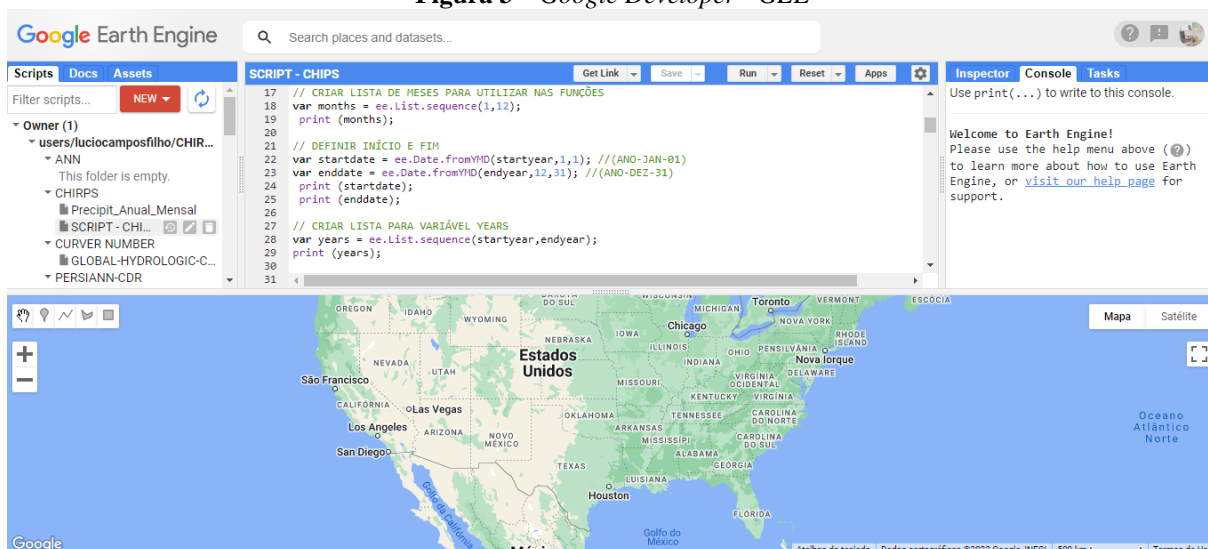 Google Earth Engine
Search places and datasets...
Scripts Docs Assets
Filter scripts...
NEW
Owner (1)
users/luciocamposfilho/CHIR...
ANN
This folder is empty.
CHIRPS
Precipit_Anual_Mensal
SCRIPT - CHI...
CURVER NUMBER
GLOBAL-HYDROLOGIC-C...
PERSIANN-CDR
SCRIPT - CHIPS
Get Link Save Run Reset Apps
17 // CRIAR LISTA DE MESES PARA UTILIZAR NAS FUNÇÕES
18 var months = ee.List.sequence(1,12);
19 print (months);
20
21 // DEFINIR INÍCIO E FIM
22 var startdate = ee.Date.fromYMD(startyear,1,1); //(ANO-JAN-01)
23 var enddate = ee.Date.fromYMD(endyear,12,31); //(ANO-DEZ-31)
24 print (startdate);
25 print (enddate);
26
27 // CRIAR LISTA PARA VARIÁVEL YEARS
28 var years = ee.List.sequence(startyear,endyear);
29 print (years);
30
31
Inspector Console Tasks
Use print(...) to write to this console.
Welcome to Earth Engine!
Please use the help menu above (?)
to learn more about how to use Earth
Engine, or visit our help page for
support.
Mapa Satélite
OREGON
IDAHO
WYOMING
DO SUL
WISCONSIN
MICHIGAN
Toronto
VERMONT
ESCÓCIA
NOVA YORK
Chicago
RHODE
ISLAND
IOWA
NEBRASKA
ILLINOIS
INDIANA
OHIO
PENSILVÂNIA
Nova Iorque
NEVADA
UTAH
Estados
Unidos
São Francisco
MISSOURI
VIRGÍNIA
OCIDENTAL
DELAWARE
KENTUCKY
VIRGÍNIA
CALIFÓRNIA
Las Vegas
OKLAHOMA
TENNESSEE
CAROLINA
DO NORTE
Los Angeles
ARIZONA
NOVO
MÉXICO
ARKANSAS
MISSISSÍPI
CAROLINA
DO SUL
San Diego
ALABAMA
TEXAS
GEÓRGIA
LUISIANA
Houston
FLÓRIDA
Golfo da Califórnia
Golfo do
México
Oceano
Atlântico
Norte
Google